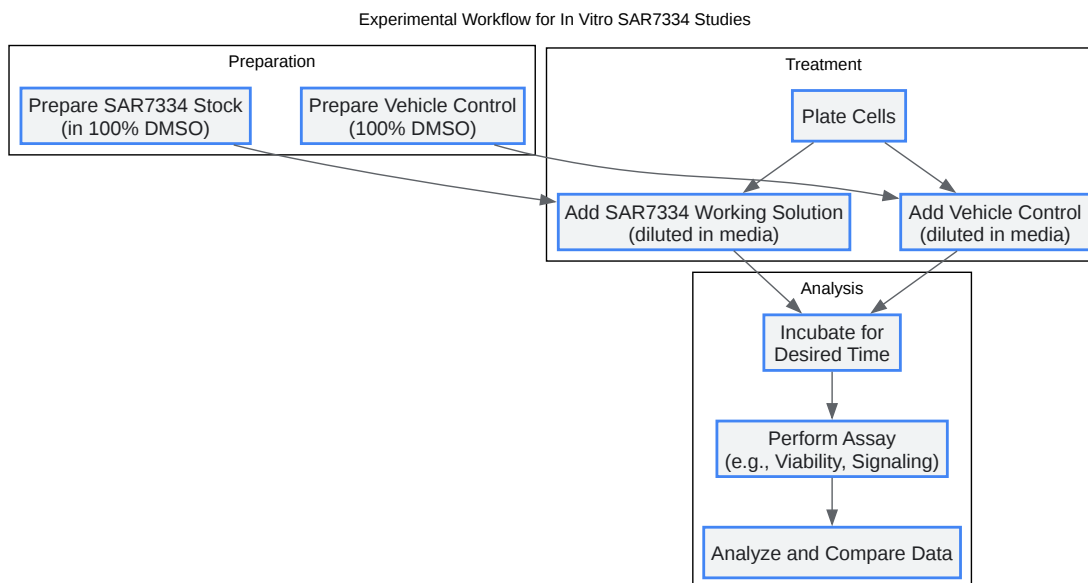 Experimental Workflow for In Vitro SAR7334 Studies
Preparation
Prepare SAR7334 Stock
(in 100% DMSO)
Prepare Vehicle Control
(100% DMSO)
Treatment
Plate Cells
Add SAR7334 Working Solution
(diluted in media)
Add Vehicle Control
(diluted in media)
Analysis
Incubate for
Desired Time
Perform Assay
(e.g., Viability, Signaling)
Analyze and Compare Data